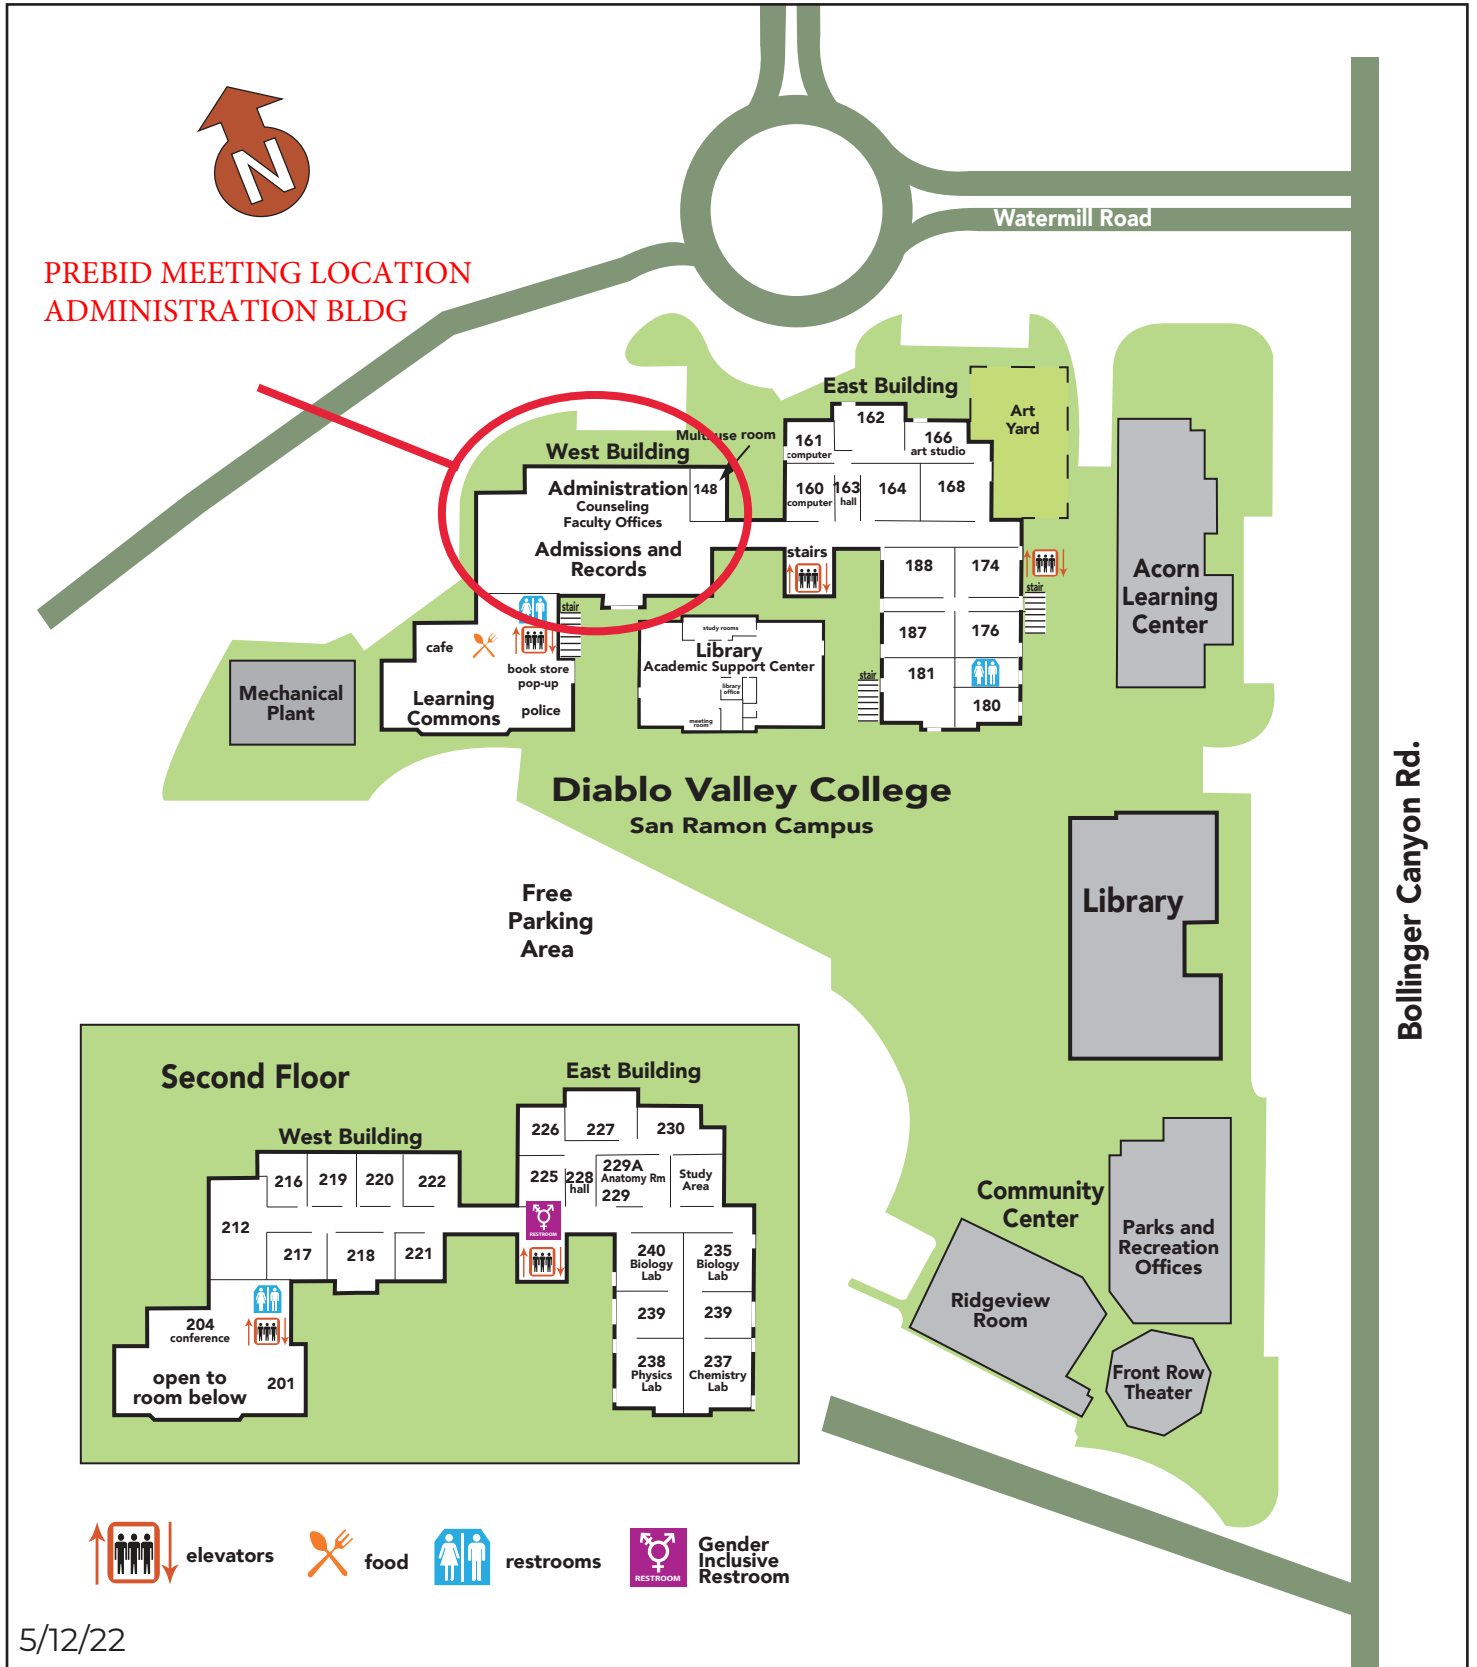 N
PREBID MEETING LOCATION
ADMINISTRATION BLDG
Watermill Road
East Building
Art
Yard
162
161
computer
166
art studio
Multiuse room
West Building
Administration
Counseling
Faculty Offices
148
160
computer
163
hall
164
168
Admissions and
Records
stairs
188
174
stair
Acorn
Learning
Center
stair
study rooms
187
176
cafe
Library
Academic Support Center
book store
pop-up
library
office
181
stair
Mechanical
Plant
Learning
Commons
police
meeting
room
180
Diablo Valley College
San Ramon Campus
Bollinger Canyon Rd.
Free
Parking
Area
Library
Second Floor
East Building
226
227
230
West Building
216
219
220
222
225
228
hall
229A
Anatomy Rm
229
Study
Area
212
RESTROOM
217
218
221
240
Biology
Lab
235
Biology
Lab
204
conference
239
239
open to
room below
201
238
Physics
Lab
237
Chemistry
Lab
Community
Center
Parks and
Recreation
Offices
Ridgeview
Room
Front Row
Theater
elevators
food
restrooms
RESTROOM
Gender
Inclusive
Restroom
5/12/22